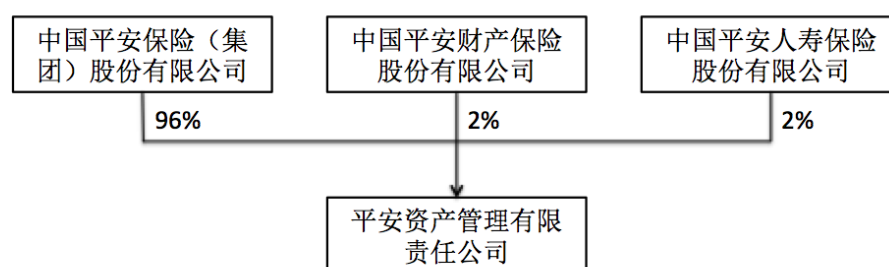 中国平安保险（集
团）股份有限公司
中国平安财产保险
股份有限公司
中国平安人寿保险
股份有限公司
96%
2%
2%
平安资产管理有限
责任公司